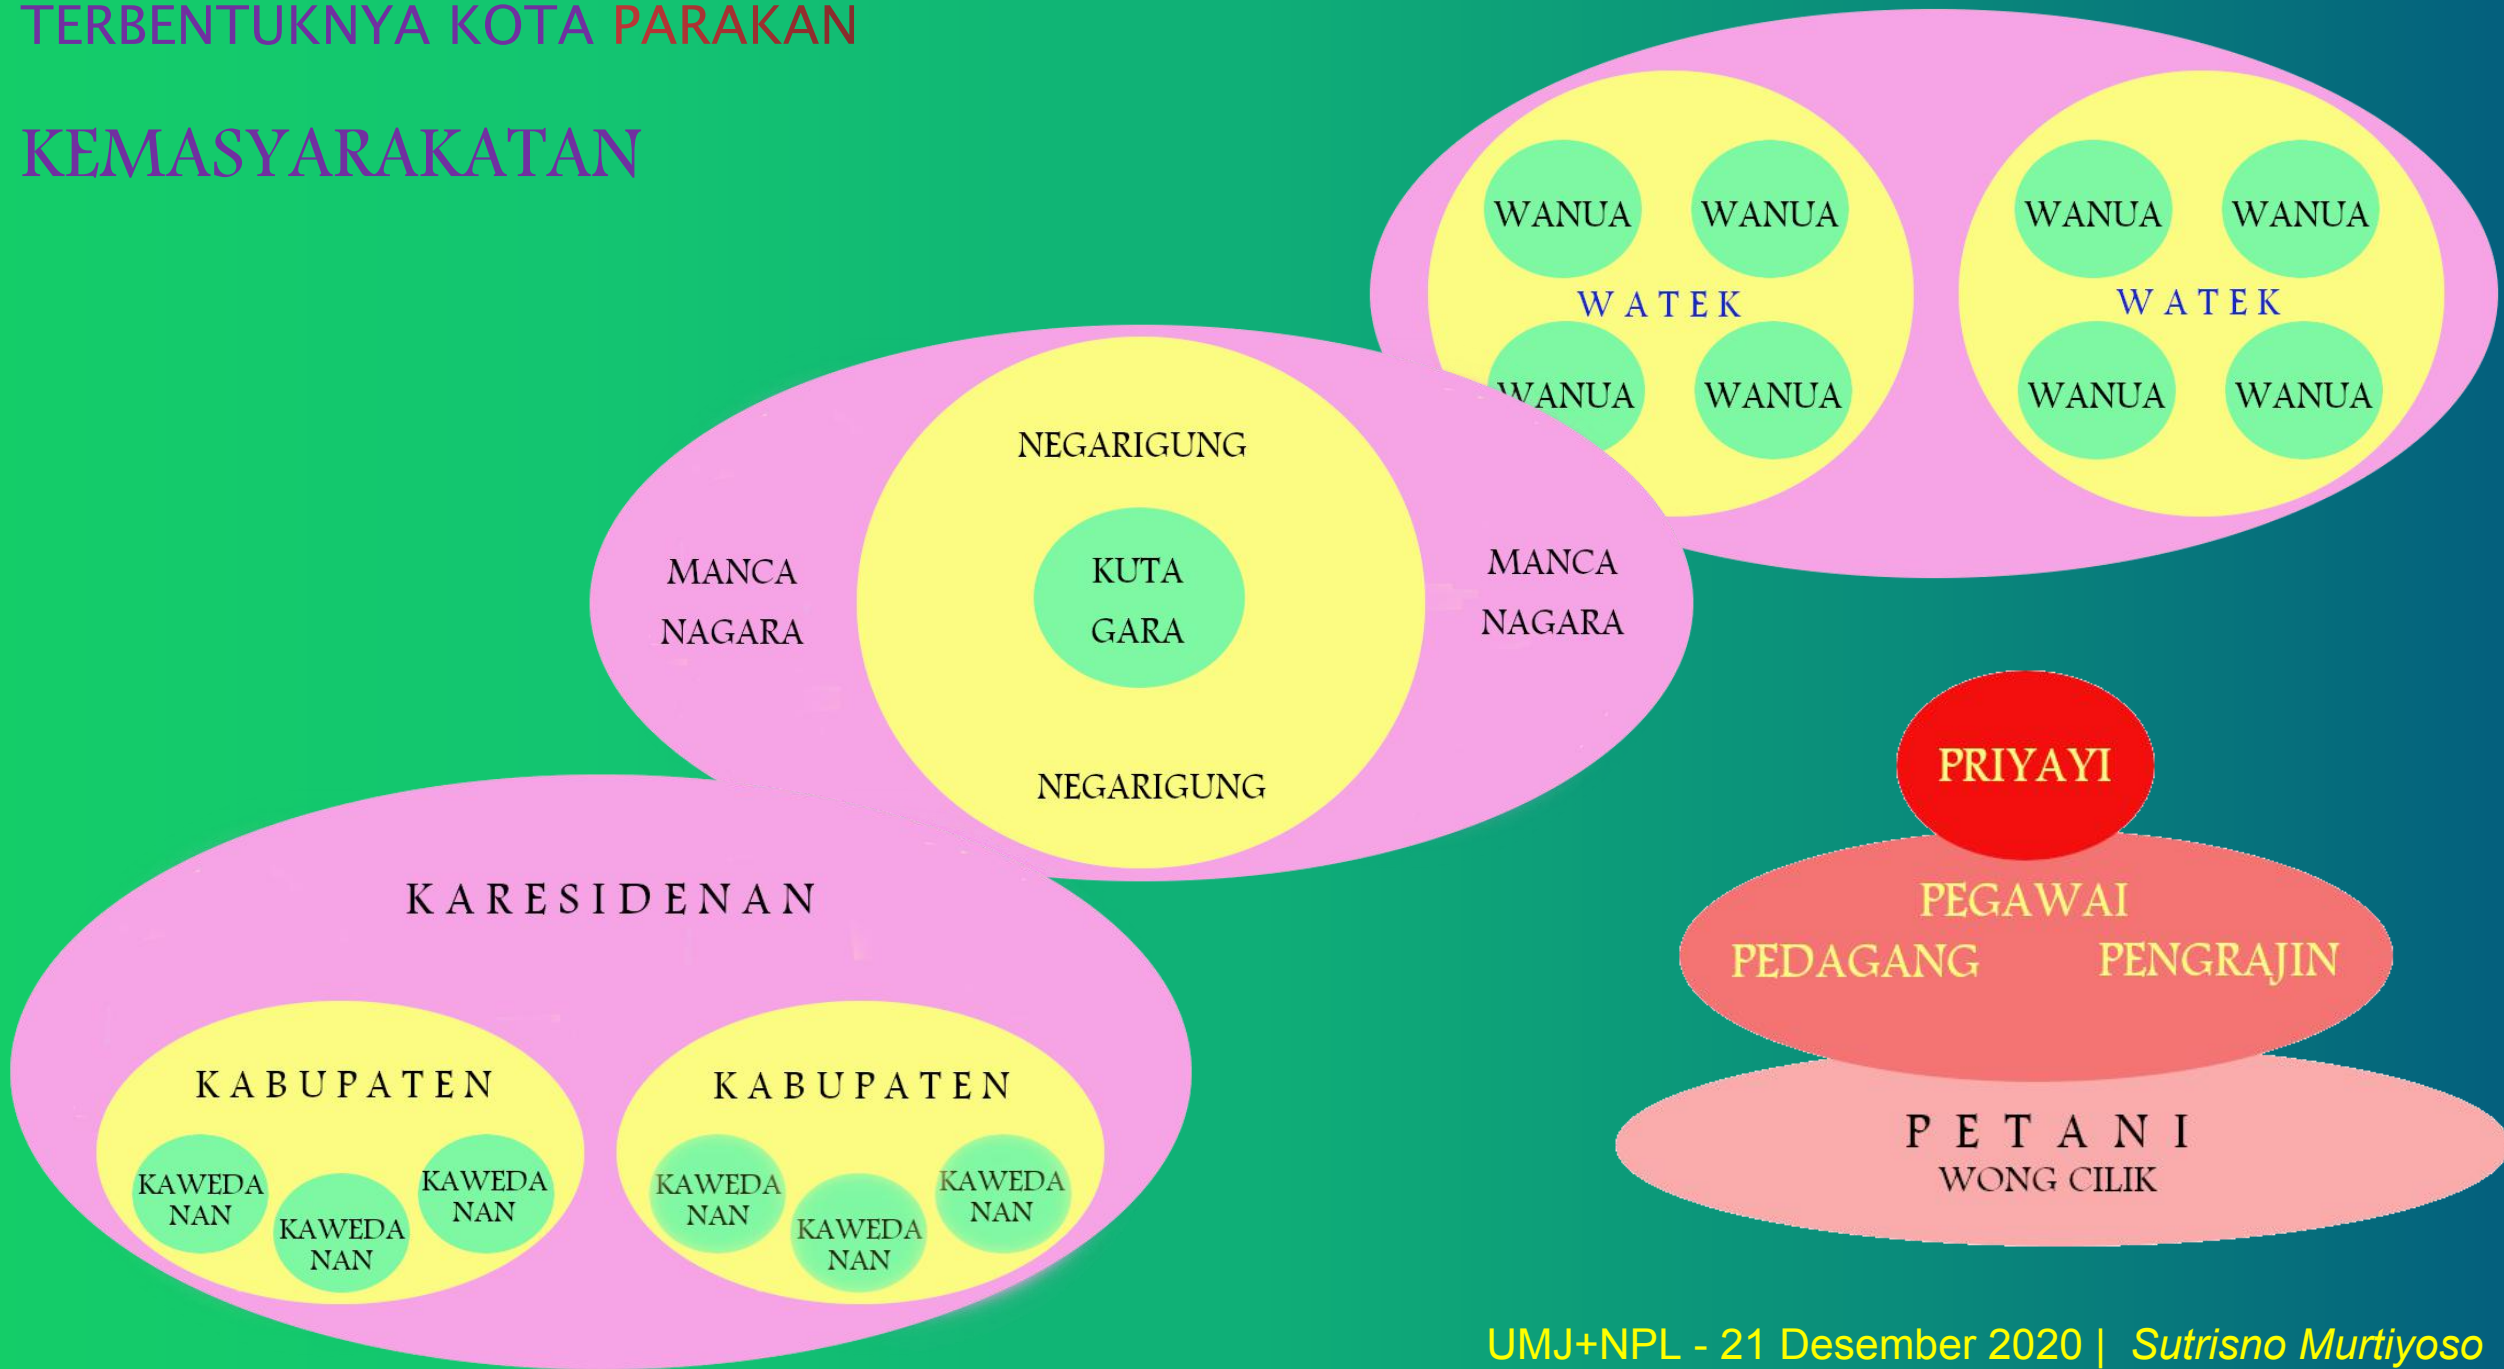 TERBENTUKNYA KOTA PARAKAN
KEMASYARAKATAN
WANUA WANUA
WATEK
WANUA WANUA
WANUA WANUA
WATEK
WANUA WANUA
NEGARIGUNG
MANCA
NAGARA
KUTA
GARA
MANCA
NAGARA
NEGARIGUNG
KARESIDENAN
KABUPATEN
KAWEDA
NAN
KAWEDA
NAN
KAWEDA
NAN
KABUPATEN
KAWEDA
NAN
KAWEDA
NAN
KAWEDA
NAN
PRIYAYI
PEGAWAI
PEDAGANG PENGRAJIN
PETANI
WONG CILIK
UMJ+NPL - 21 Desember 2020 | Sutrisno Murtiyoso